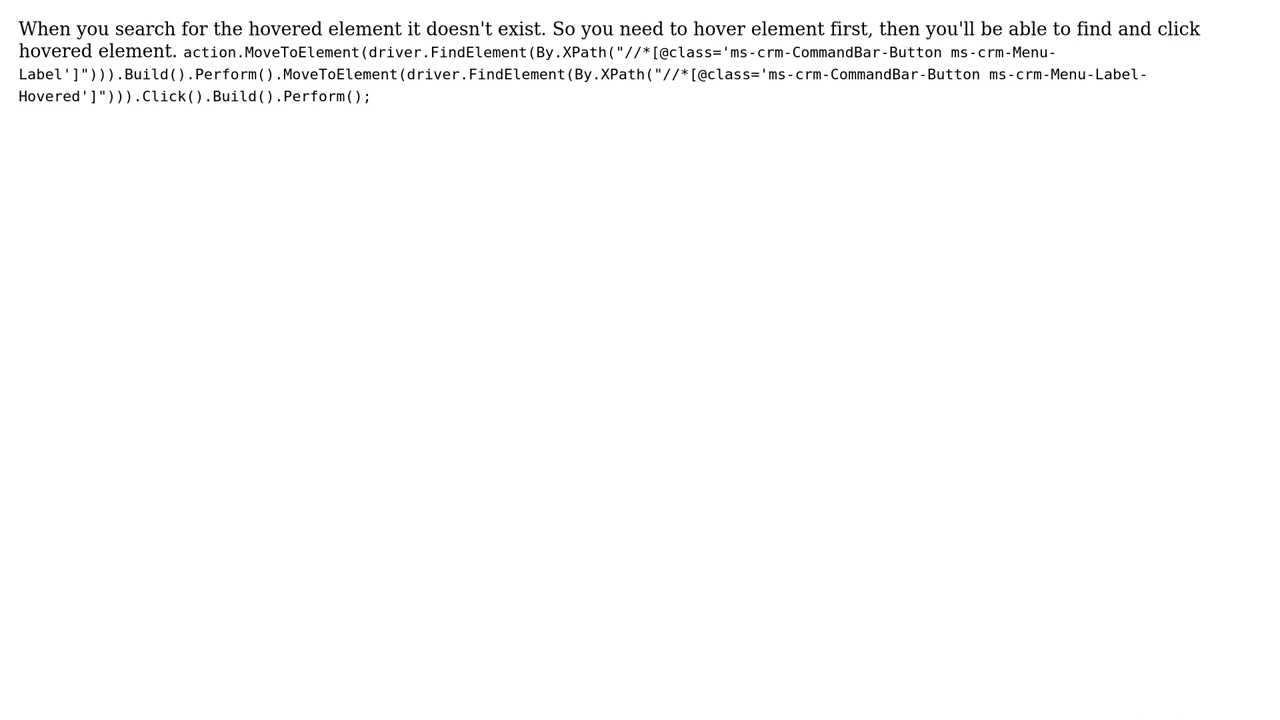 When you search for the hovered element it doesn't exist. So you need to hover element first, then you'll be able to find and click
hovered element. action.MoveToElement(driver.FindElement(By.XPath("//*[@class='ms-crm-CommandBar-Button ms-crm-Menu-
Label']"))).Build().Perform().MoveToElement(driver.FindElement(By.XPath("//*[@class='ms-crm-CommandBar-Button ms-crm-Menu-Label-
Hovered']"))).Click().Build().Perform();